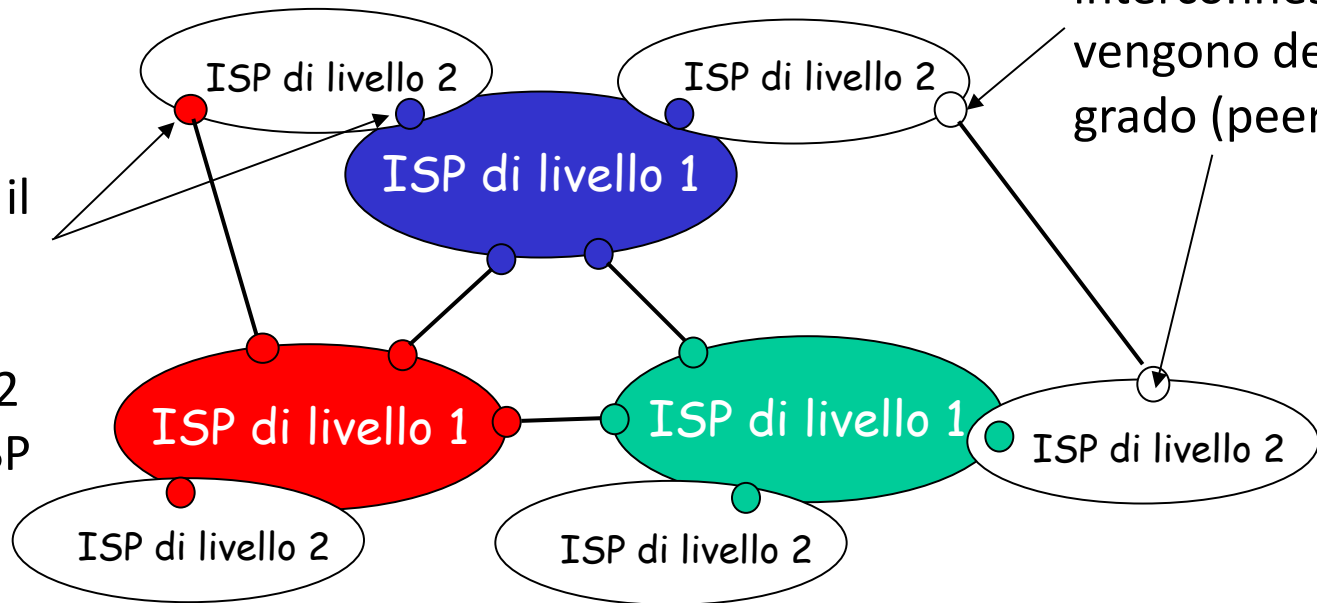 ISP di livello 2
ISP di livello 2
vengono de
grado (peer
ISP di livello 1
il
2
ISP di livello 1
ISP di livello 1
ISP di livello 2
ISP di livello 2
ISP di livello 2